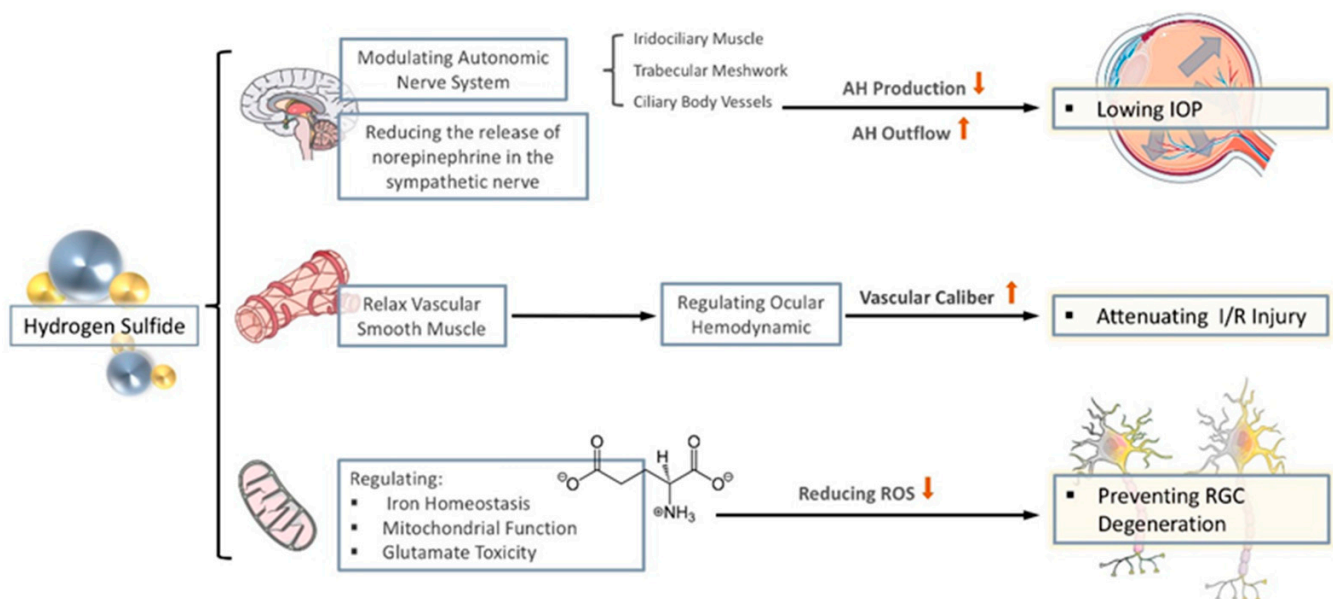 Hydrogen Sulfide
Modulating Autonomic
Nerve System
Reducing the release of
norepinephrine in the
sympathetic nerve
Iridociliary Muscle
Trabecular Meshwork
Ciliary Body Vessels
AH Production
AH Outflow
▪ Lowing IOP
Relax Vascular
Smooth Muscle
Regulating Ocular
Hemodynamic
Vascular Caliber
▪ Attenuating I/R Injury
Regulating:
▪ Iron Homeostasis
▪ Mitochondrial Function
▪ Glutamate Toxicity
O
O
H
⊖O
O⊖
⊕NH₃
Reducing ROS
▪ Preventing RGC
Degeneration